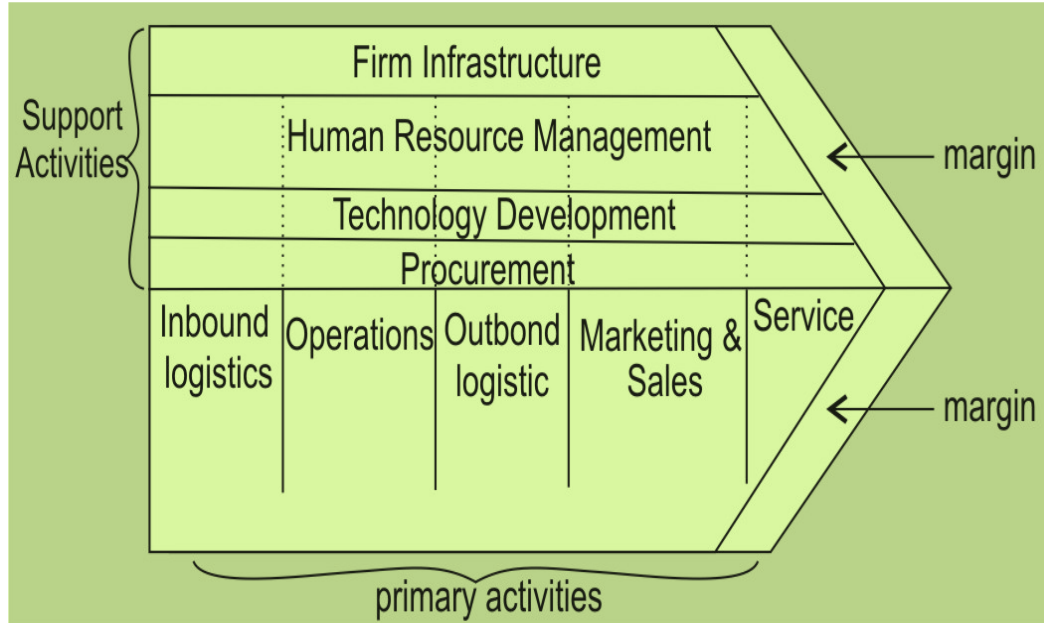 Firm Infrastructure
Support
Activities
Human Resource Management
margin
Technology Development
Procurement
Inbound
logistics
Operations
Outbond
logistic
Marketing &
Sales
Service
margin
primary activities